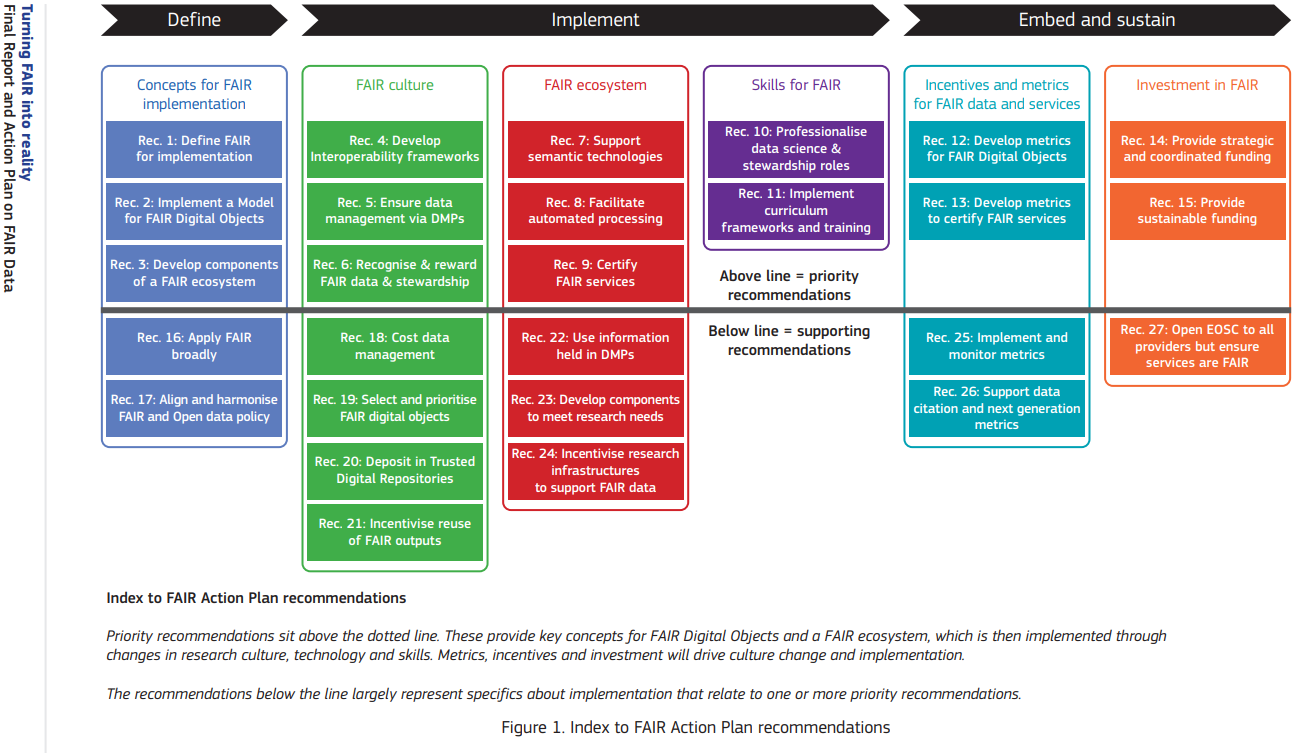 Turning FAIR into reality
Final Report and Action Plan on FAIR Data
Define
Implement
Embed and sustain
Concepts for FAIR
implementation
Rec. 1: Define FAIR
for implementation
Rec. 2: Implement a Model
for FAIR Digital Objects
Rec. 3: Develop components
of a FAIR ecosystem
Rec. 16: Apply FAIR
broadly
Rec. 17: Align and harmonise
FAIR and Open data policy
FAIR culture
Rec. 4: Develop
Interoperability frameworks
Rec. 5: Ensure data
management via DMPs
Rec. 6: Recognise & reward
FAIR data & stewardship
Rec. 18: Cost data
management
Rec. 19: Select and prioritise
FAIR digital objects
Rec. 20: Deposit in Trusted
Digital Repositories
Rec. 21: Incentivise reuse
of FAIR outputs
FAIR ecosystem
Rec. 7: Support
semantic technologies
Rec. 8: Facilitate
automated processing
Rec. 9: Certify
FAIR services
Rec. 22: Use information
held in DMPs
Rec. 23: Develop components
to meet research needs
Rec. 24: Incentivise research
infrastructures
to support FAIR data
Skills for FAIR
Rec. 10: Professionalise
data science &
stewardship roles
Rec. 11: Implement
curriculum
frameworks and training
Above line = priority
recommendations
Below line = supporting
recommendations
Incentives and metrics
for FAIR data and services
Rec. 12: Develop metrics
for FAIR Digital Objects
Rec. 13: Develop metrics
to certify FAIR services
Rec. 25: Implement and
monitor metrics
Rec. 26: Support data
citation and next generation
metrics
Investment in FAIR
Rec. 14: Provide strategic
and coordinated funding
Rec. 15: Provide
sustainable funding
Rec. 27: Open EOSC to all
providers but ensure
services are FAIR
Index to FAIR Action Plan recommendations
Priority recommendations sit above the dotted line. These provide key concepts for FAIR Digital Objects and a FAIR ecosystem, which is then implemented through
changes in research culture, technology and skills. Metrics, incentives and investment will drive culture change and implementation.
The recommendations below the line largely represent specifics about implementation that relate to one or more priority recommendations.
Figure 1. Index to FAIR Action Plan recommendations